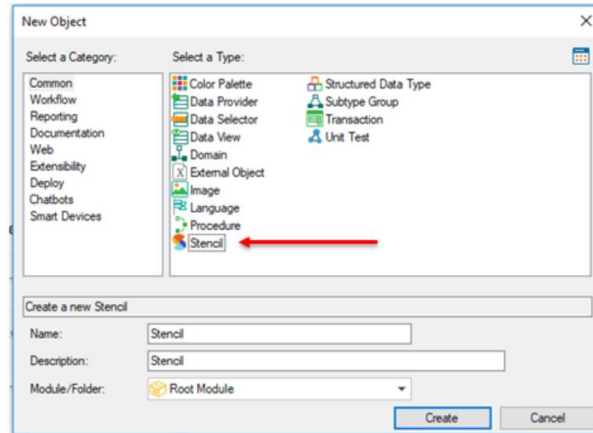 New Object
Select a Category:
Common
Workflow
Reporting
Documentation
Web
Extensibility
Deploy
Chatbots
Smart Devices
Select a Type:
Color Palette
Data Provider
Data Selector
Data View
Domain
External Object
Image
Language
Procedure
Stencil
Structured Data Type
Subtype Group
Transaction
Unit Test
Create a new Stencil
Name: Stencil
Description: Stencil
Module/Folder: Root Module
Create Cancel